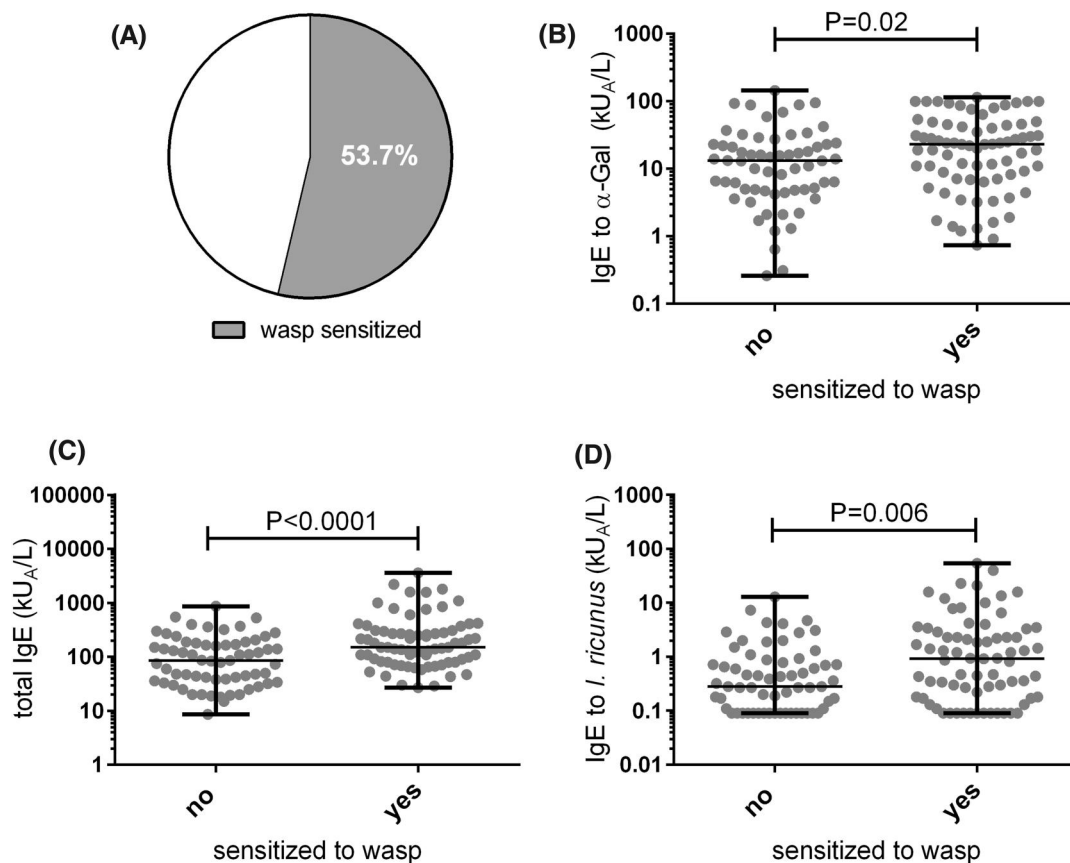 (A)
53.7%
wasp sensitized
(B)
P=0.02
IgE to α-Gal (kUA/L)
1000
100
10
1
0.1
no
yes
sensitized to wasp
(C)
P<0.0001
total IgE (kUA/L)
100000
10000
1000
100
10
1
no
yes
sensitized to wasp
(D)
P=0.006
IgE to I. ricunus (kUA/L)
1000
100
10
1
0.1
0.01
no
yes
sensitized to wasp